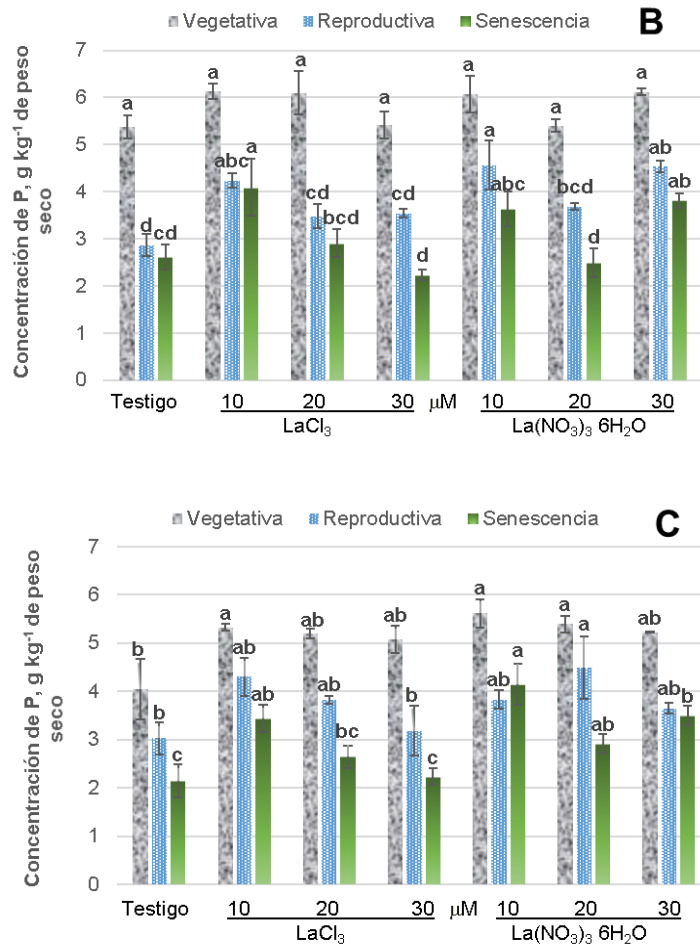 B
Vegetativa Reproductiva Senescencia
Concentración de P, g kg-1 de peso
seco
7
6
5
4
3
2
1
0
a a a a a a a
d cd abc a cd bcd cd d a abc bcd d ab ab
Testigo 10 20 30 μM 10 20 30
LaCl3 La(NO3)3 6H2O
C
Vegetativa Reproductiva Senescencia
Concentración de P, g kg-1 de peso
seco
7
6
5
4
3
2
1
0
b a ab ab a a ab
b c ab ab ab bc b c ab a a ab ab b
Testigo 10 20 30 μM 10 20 30
LaCl3 La(NO3)3 6H2O